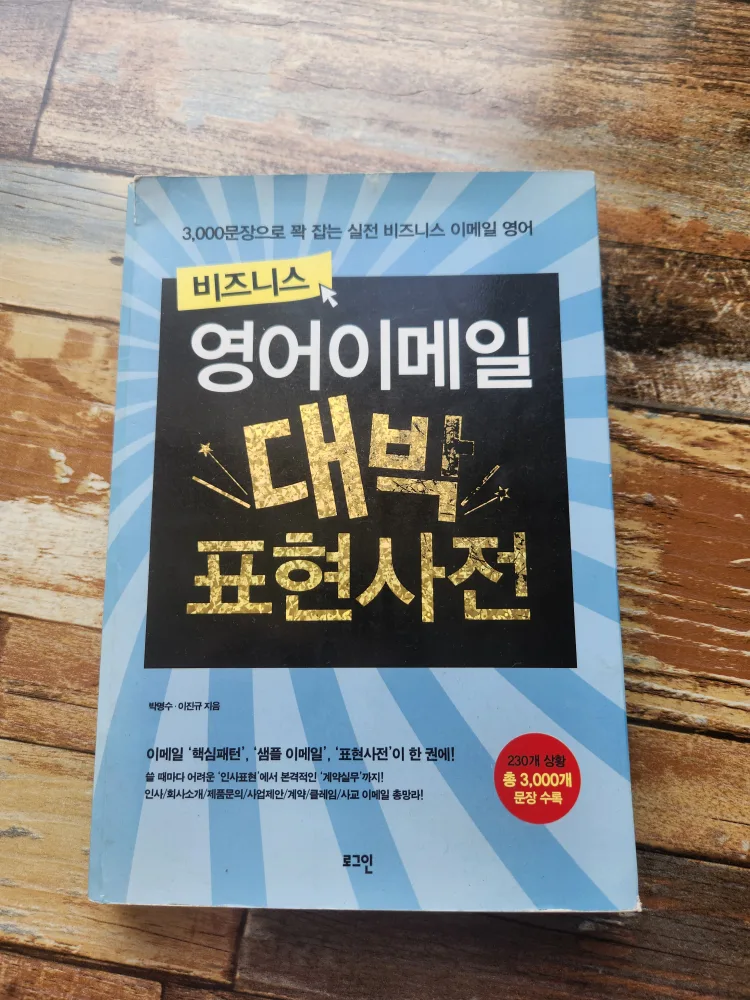 3,000문장으로 꽉 잡는 실전 비즈니스 이메일 영어
비즈니스
영어이메일
대박
표현사전
박명수 · 이진규 지음
이메일 '핵심패턴', '샘플 이메일', '표현사전'이 한 권에!
쓸 때마다 어려운 '인사표현'에서 본격적인 '계약실무'까지!
인사/회사소개/제품문의/사업제안/계약/클레임/사교 이메일 총망라!
230개 상황
총 3,000개
문장 수록
로그인